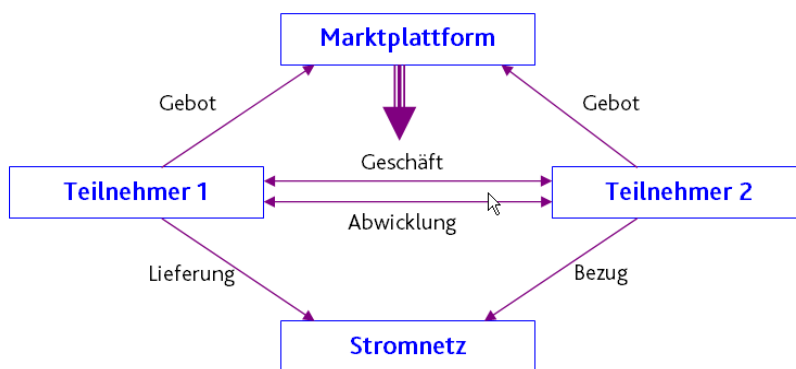 Marktplattform
Gebot
Gebot
Geschäft
Teilnehmer 1
Teilnehmer 2
Abwicklung
Lieferung
Bezug
Stromnetz